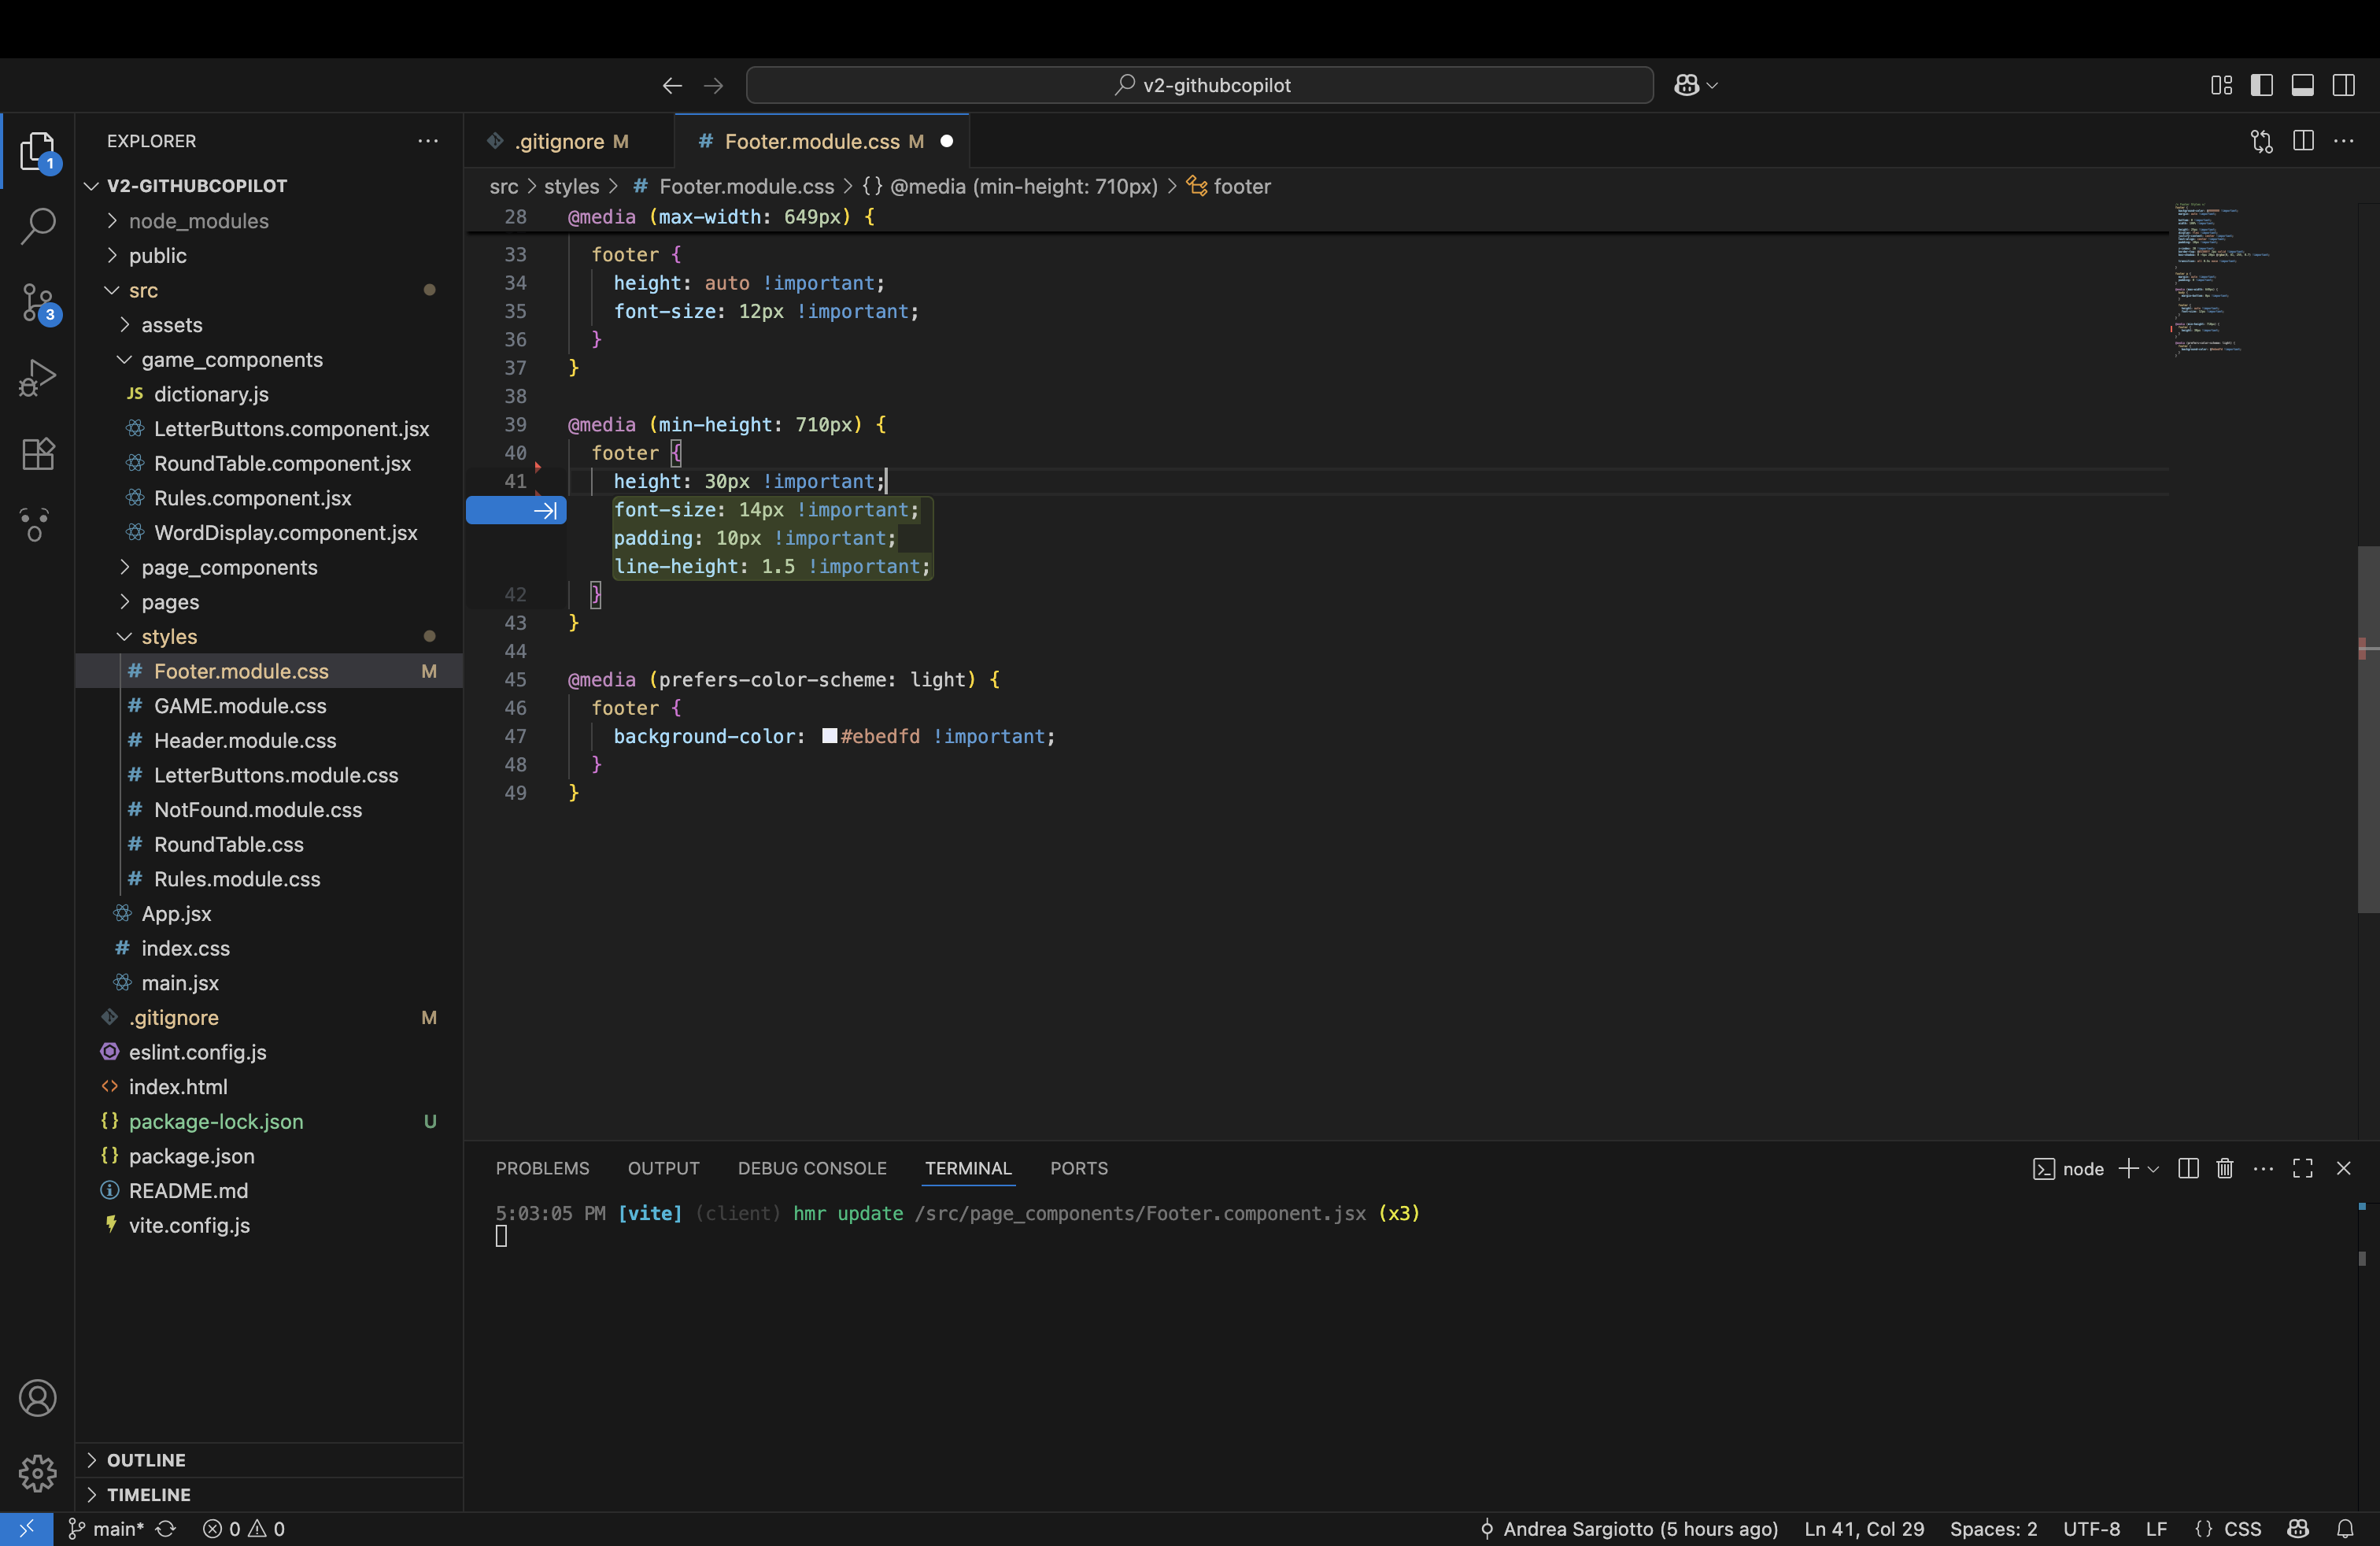 v2-githubcopilot
EXPLORER
V2-GITHUBCOPILOT
node_modules
public
src
assets
game_components
JS dictionary.js
LetterButtons.component.jsx
RoundTable.component.jsx
Rules.component.jsx
WordDisplay.component.jsx
page_components
pages
styles
# Footer.module.css M
# GAME.module.css
# Header.module.css
# LetterButtons.module.css
# NotFound.module.css
# RoundTable.css
# Rules.module.css
App.jsx
# index.css
main.jsx
.gitignore M
eslint.config.js
<> index.html
{} package-lock.json U
{} package.json
README.md
vite.config.js
OUTLINE
TIMELINE
1
3
.gitignore M
# Footer.module.css M
src > styles > # Footer.module.css > {} @media (min-height: 710px) > footer
28 @media (max-width: 649px) {
33 footer {
34 height: auto !important;
35 font-size: 12px !important;
36 }
37 }
38
39 @media (min-height: 710px) {
40 footer {
41 height: 30px !important;
font-size: 14px !important;
padding: 10px !important;
line-height: 1.5 !important;
42 }
43 }
44
45 @media (prefers-color-scheme: light) {
46 footer {
47 background-color: #ebedfd !important;
48 }
49 }
PROBLEMS OUTPUT DEBUG CONSOLE TERMINAL PORTS
node
5:03:05 PM [vite] (client) hmr update /src/page_components/Footer.component.jsx (x3)
main* 0 0
Andrea Sargiotto (5 hours ago) Ln 41, Col 29 Spaces: 2 UTF-8 LF {} CSS